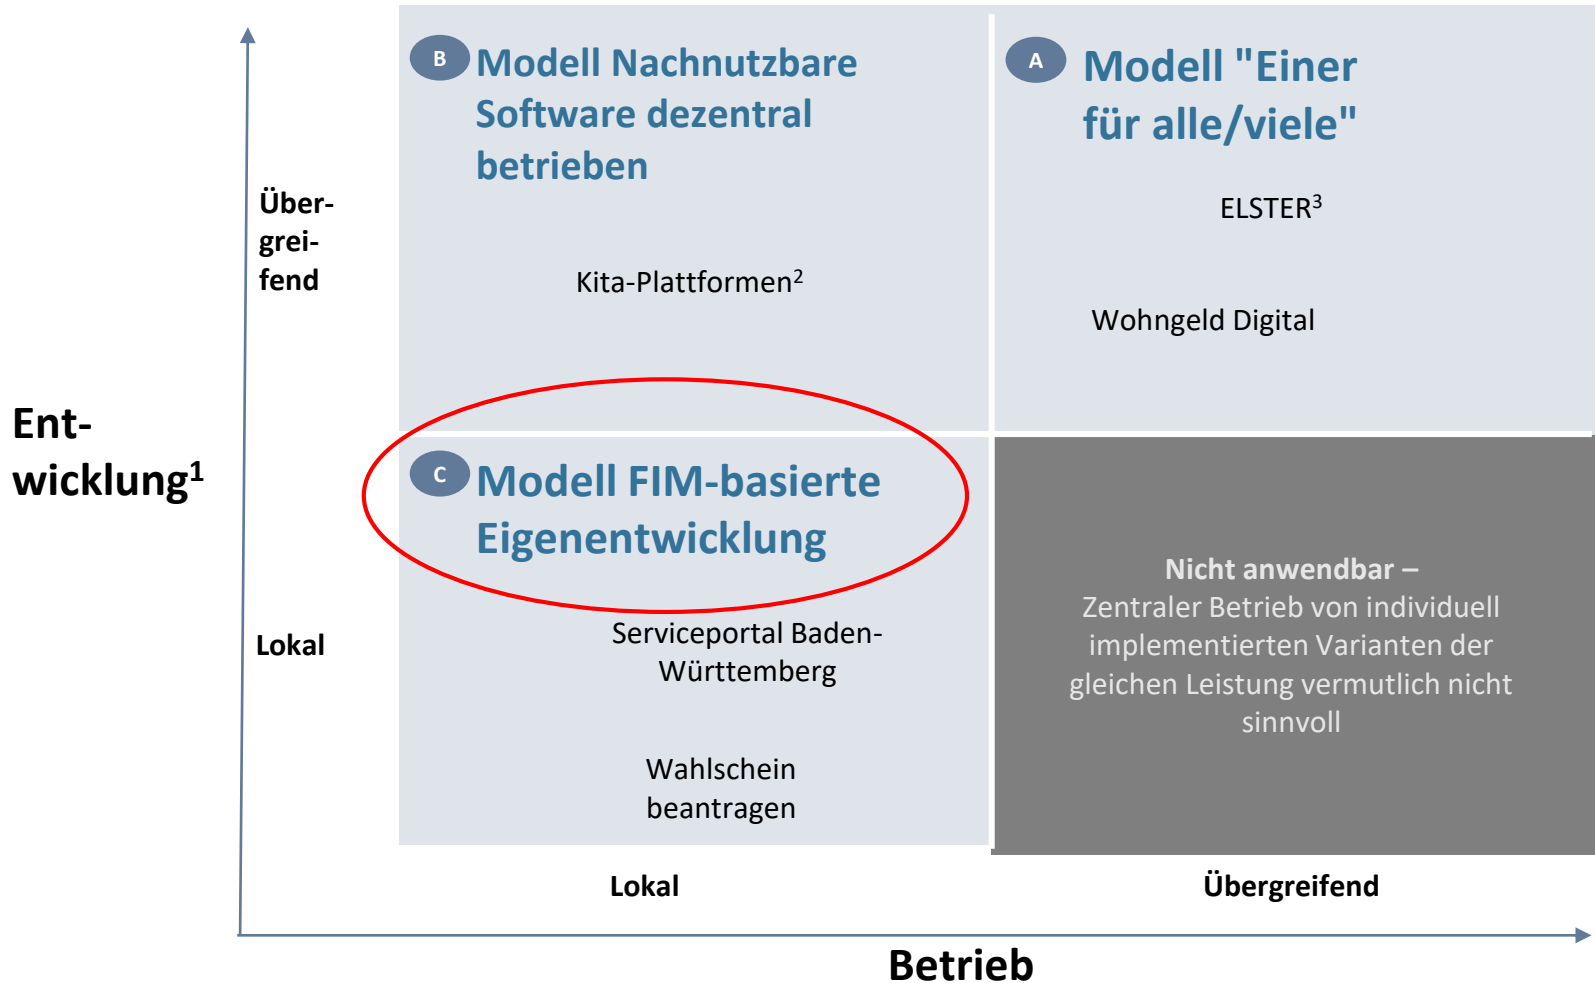 B
Modell Nachnutzbare
Software dezentral
betrieben
A
Modell "Einer
für alle/viele"
Über-
grei-
fend
ELSTER³
Kita-Plattformen²
Wohngeld Digital
Ent-
wicklung¹
C
Modell FIM-basierte
Eigenentwicklung
Lokal
Serviceportal Baden-
Württemberg
Wahlschein
beantragen
Nicht anwendbar –
Zentraler Betrieb von individuell
implementierten Varianten der
gleichen Leistung vermutlich nicht
sinnvoll
Lokal
Übergreifend
Betrieb